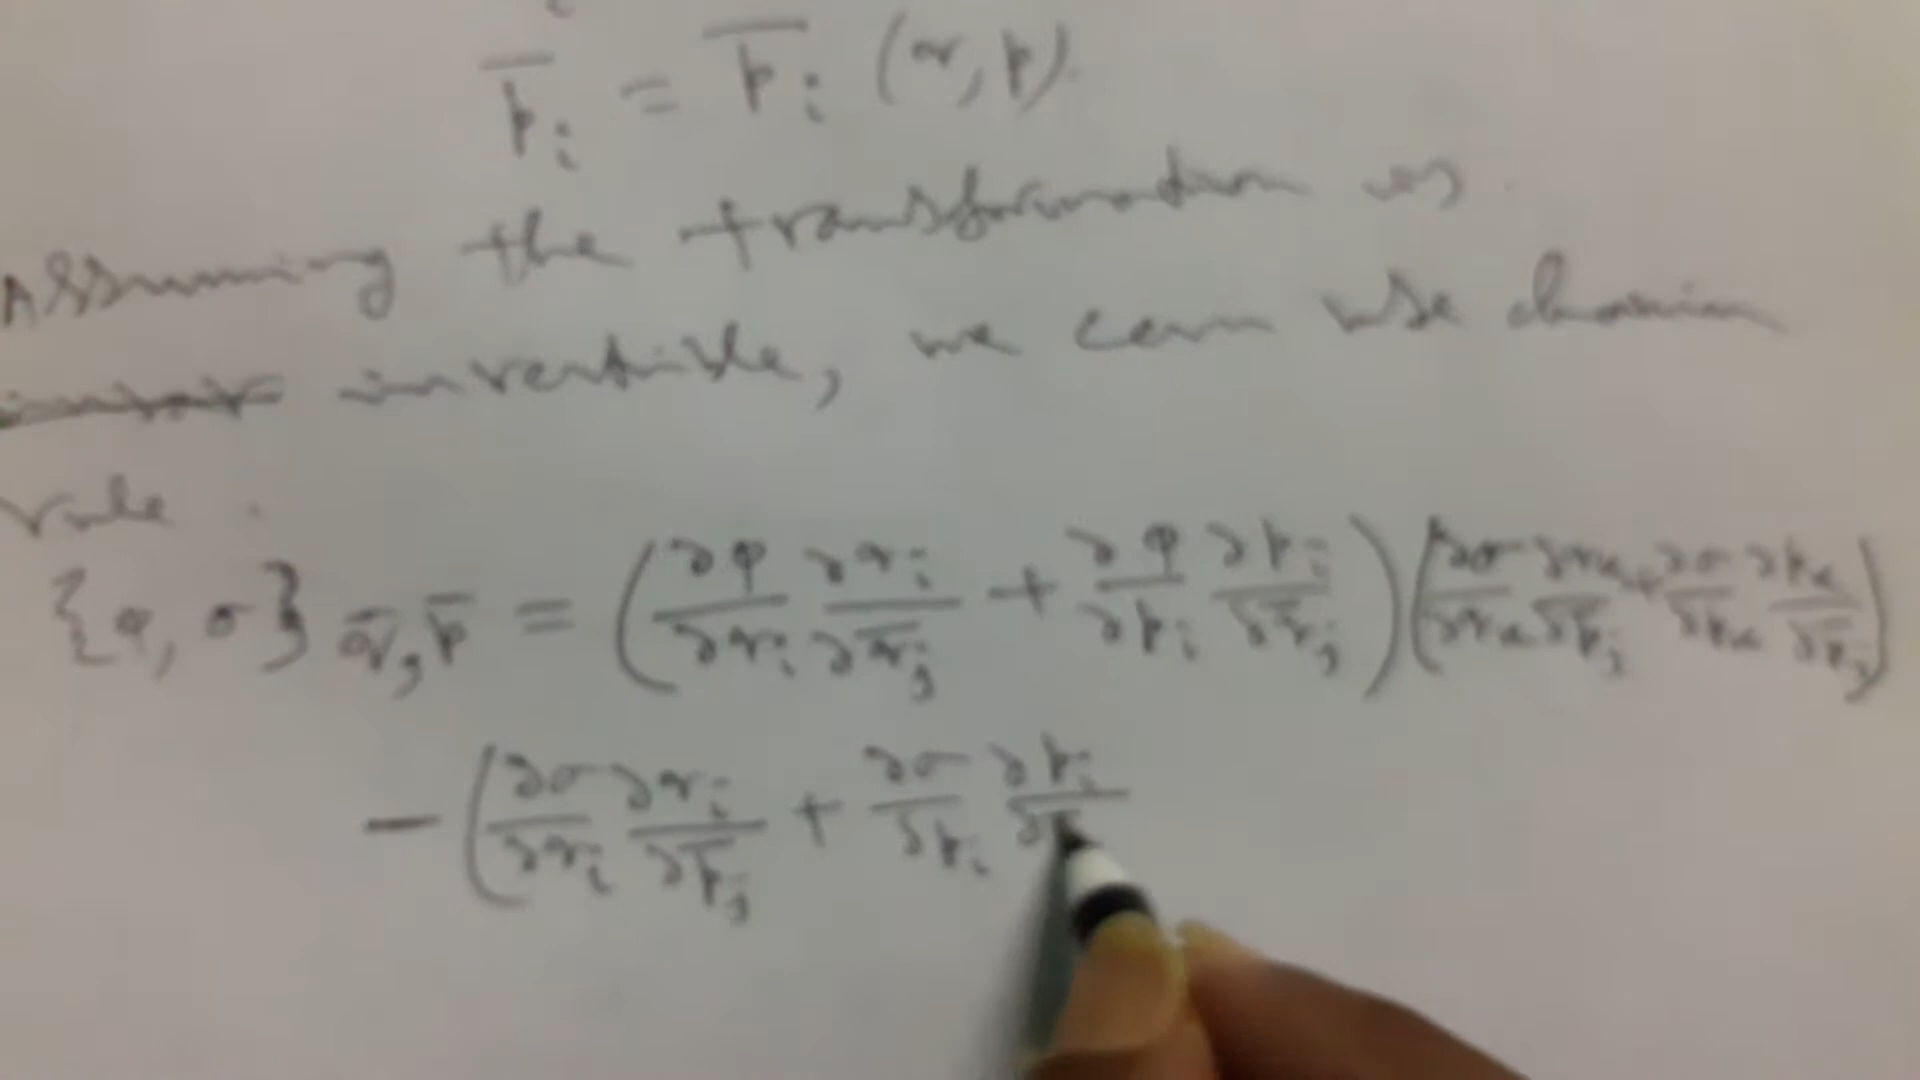 p̄ᵢ = p̄ᵢ (q, p).
Assuming the transformation is
invertible, we can use chain
rule.
{φ, σ} q̄, p̄ = (∂φ/∂qᵢ ∂qᵢ/∂q̄ⱼ + ∂φ/∂pᵢ ∂pᵢ/∂q̄ⱼ) (∂σ/∂qₖ ∂qₖ/∂p̄ⱼ + ∂σ/∂pₖ ∂pₖ/∂p̄ⱼ)
− (∂σ/∂qᵢ ∂qᵢ/∂p̄ⱼ + ∂σ/∂pᵢ ∂pᵢ/∂p̄